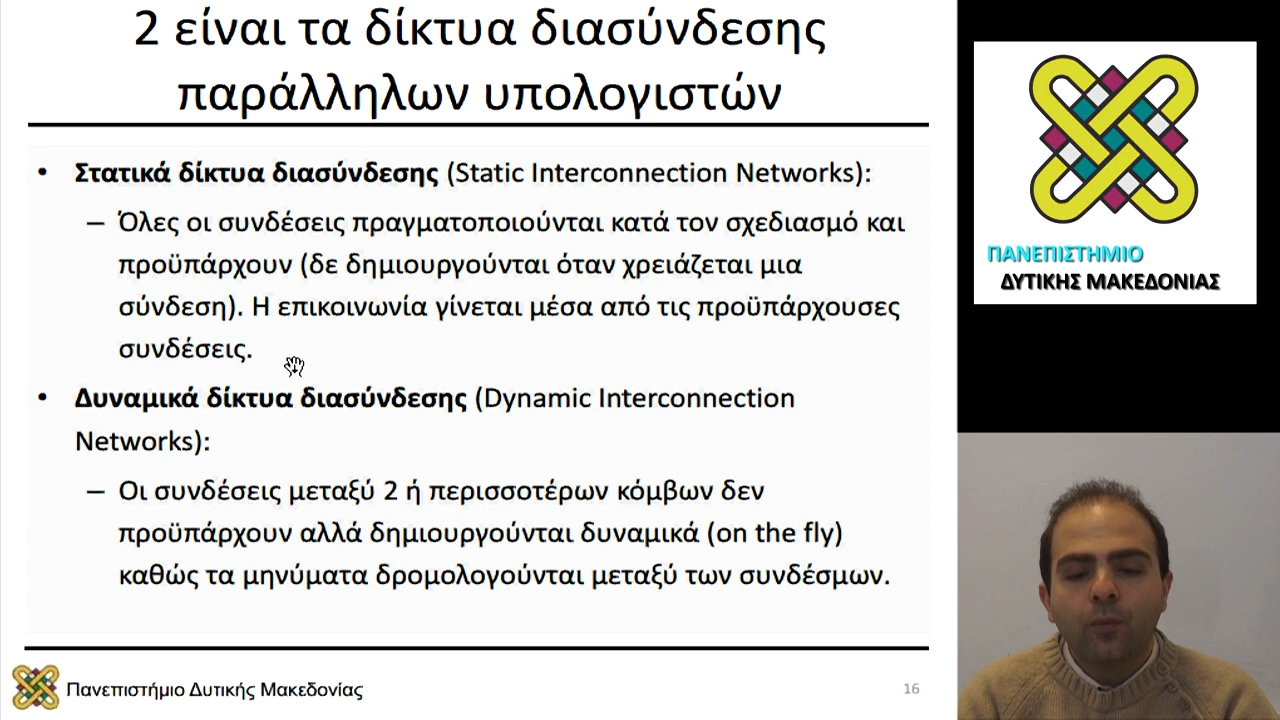 2 είναι τα δίκτυα διασύνδεσης
παράλληλων υπολογιστών
• Στατικά δίκτυα διασύνδεσης (Static Interconnection Networks):
– Όλες οι συνδέσεις πραγματοποιούνται κατά τον σχεδιασμό και
προϋπάρχουν (δε δημιουργούνται όταν χρειάζεται μια
σύνδεση). Η επικοινωνία γίνεται μέσα από τις προϋπάρχουσες
συνδέσεις.
• Δυναμικά δίκτυα διασύνδεσης (Dynamic Interconnection
Networks):
– Οι συνδέσεις μεταξύ 2 ή περισσοτέρων κόμβων δεν
προϋπάρχουν αλλά δημιουργούνται δυναμικά (on the fly)
καθώς τα μηνύματα δρομολογούνται μεταξύ των συνδέσμων.
Πανεπιστήμιο Δυτικής Μακεδονίας
16
ΠΑΝΕΠΙΣΤΗΜΙΟ
ΔΥΤΙΚΗΣ ΜΑΚΕΔΟΝΙΑΣ